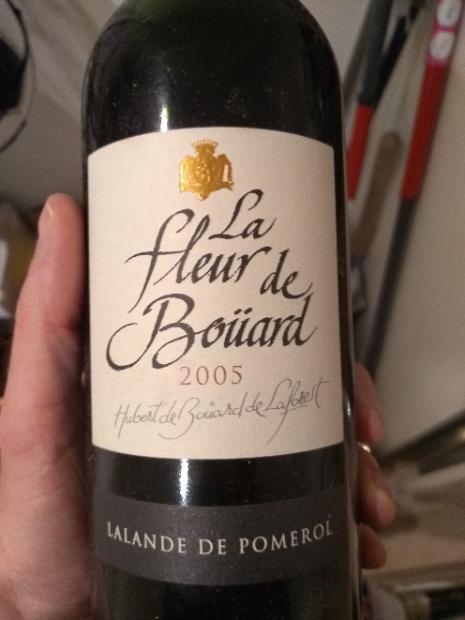 La
fleur de
Boüard
2005
Hubert de Boüard de Laforest
LALANDE DE POMEROL